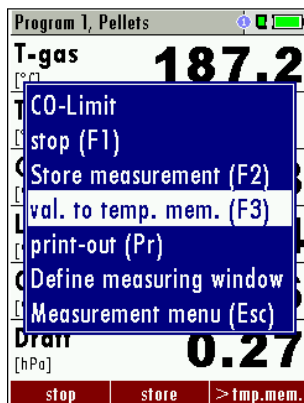 Program 1, Pellets
T-gas 187.2
[°C]
CO-Limit
stop (F1)
Store measurement (F2)
val. to temp. mem. (F3)
print-out (Pr)
Define measuring window
Measurement menu (Esc)
Draft 0.27
[hPa]
stop store >tmp.mem.